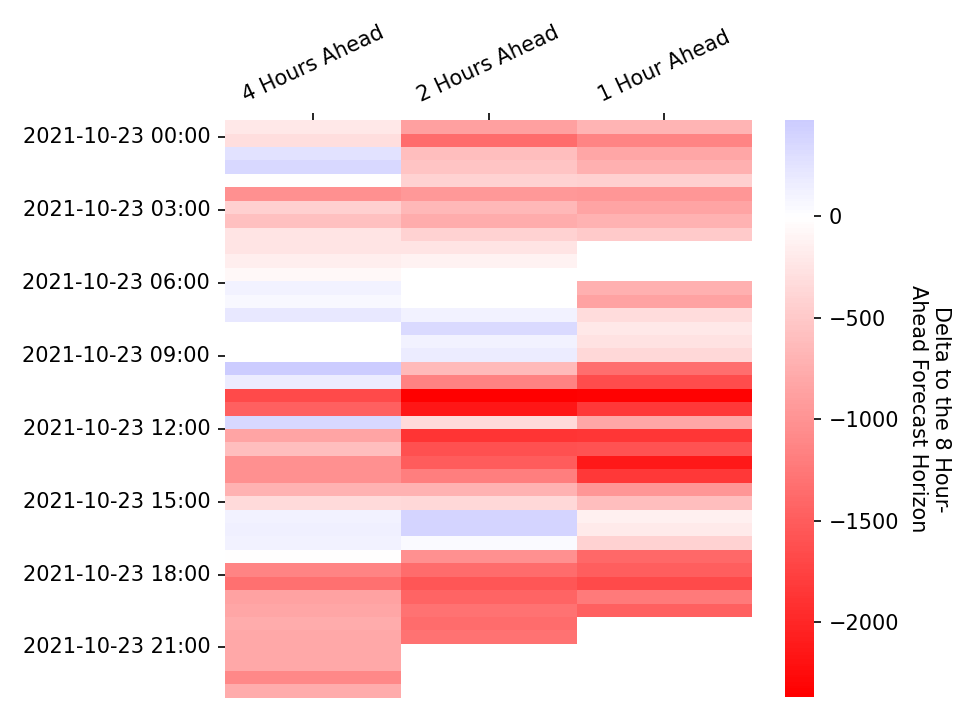 4 Hours Ahead
2 Hours Ahead
1 Hour Ahead
2021-10-23 00:00
2021-10-23 03:00
2021-10-23 06:00
2021-10-23 09:00
2021-10-23 12:00
2021-10-23 15:00
2021-10-23 18:00
2021-10-23 21:00
0
−500
−1000
−1500
−2000
Delta to the 8 Hour-
Ahead Forecast Horizon